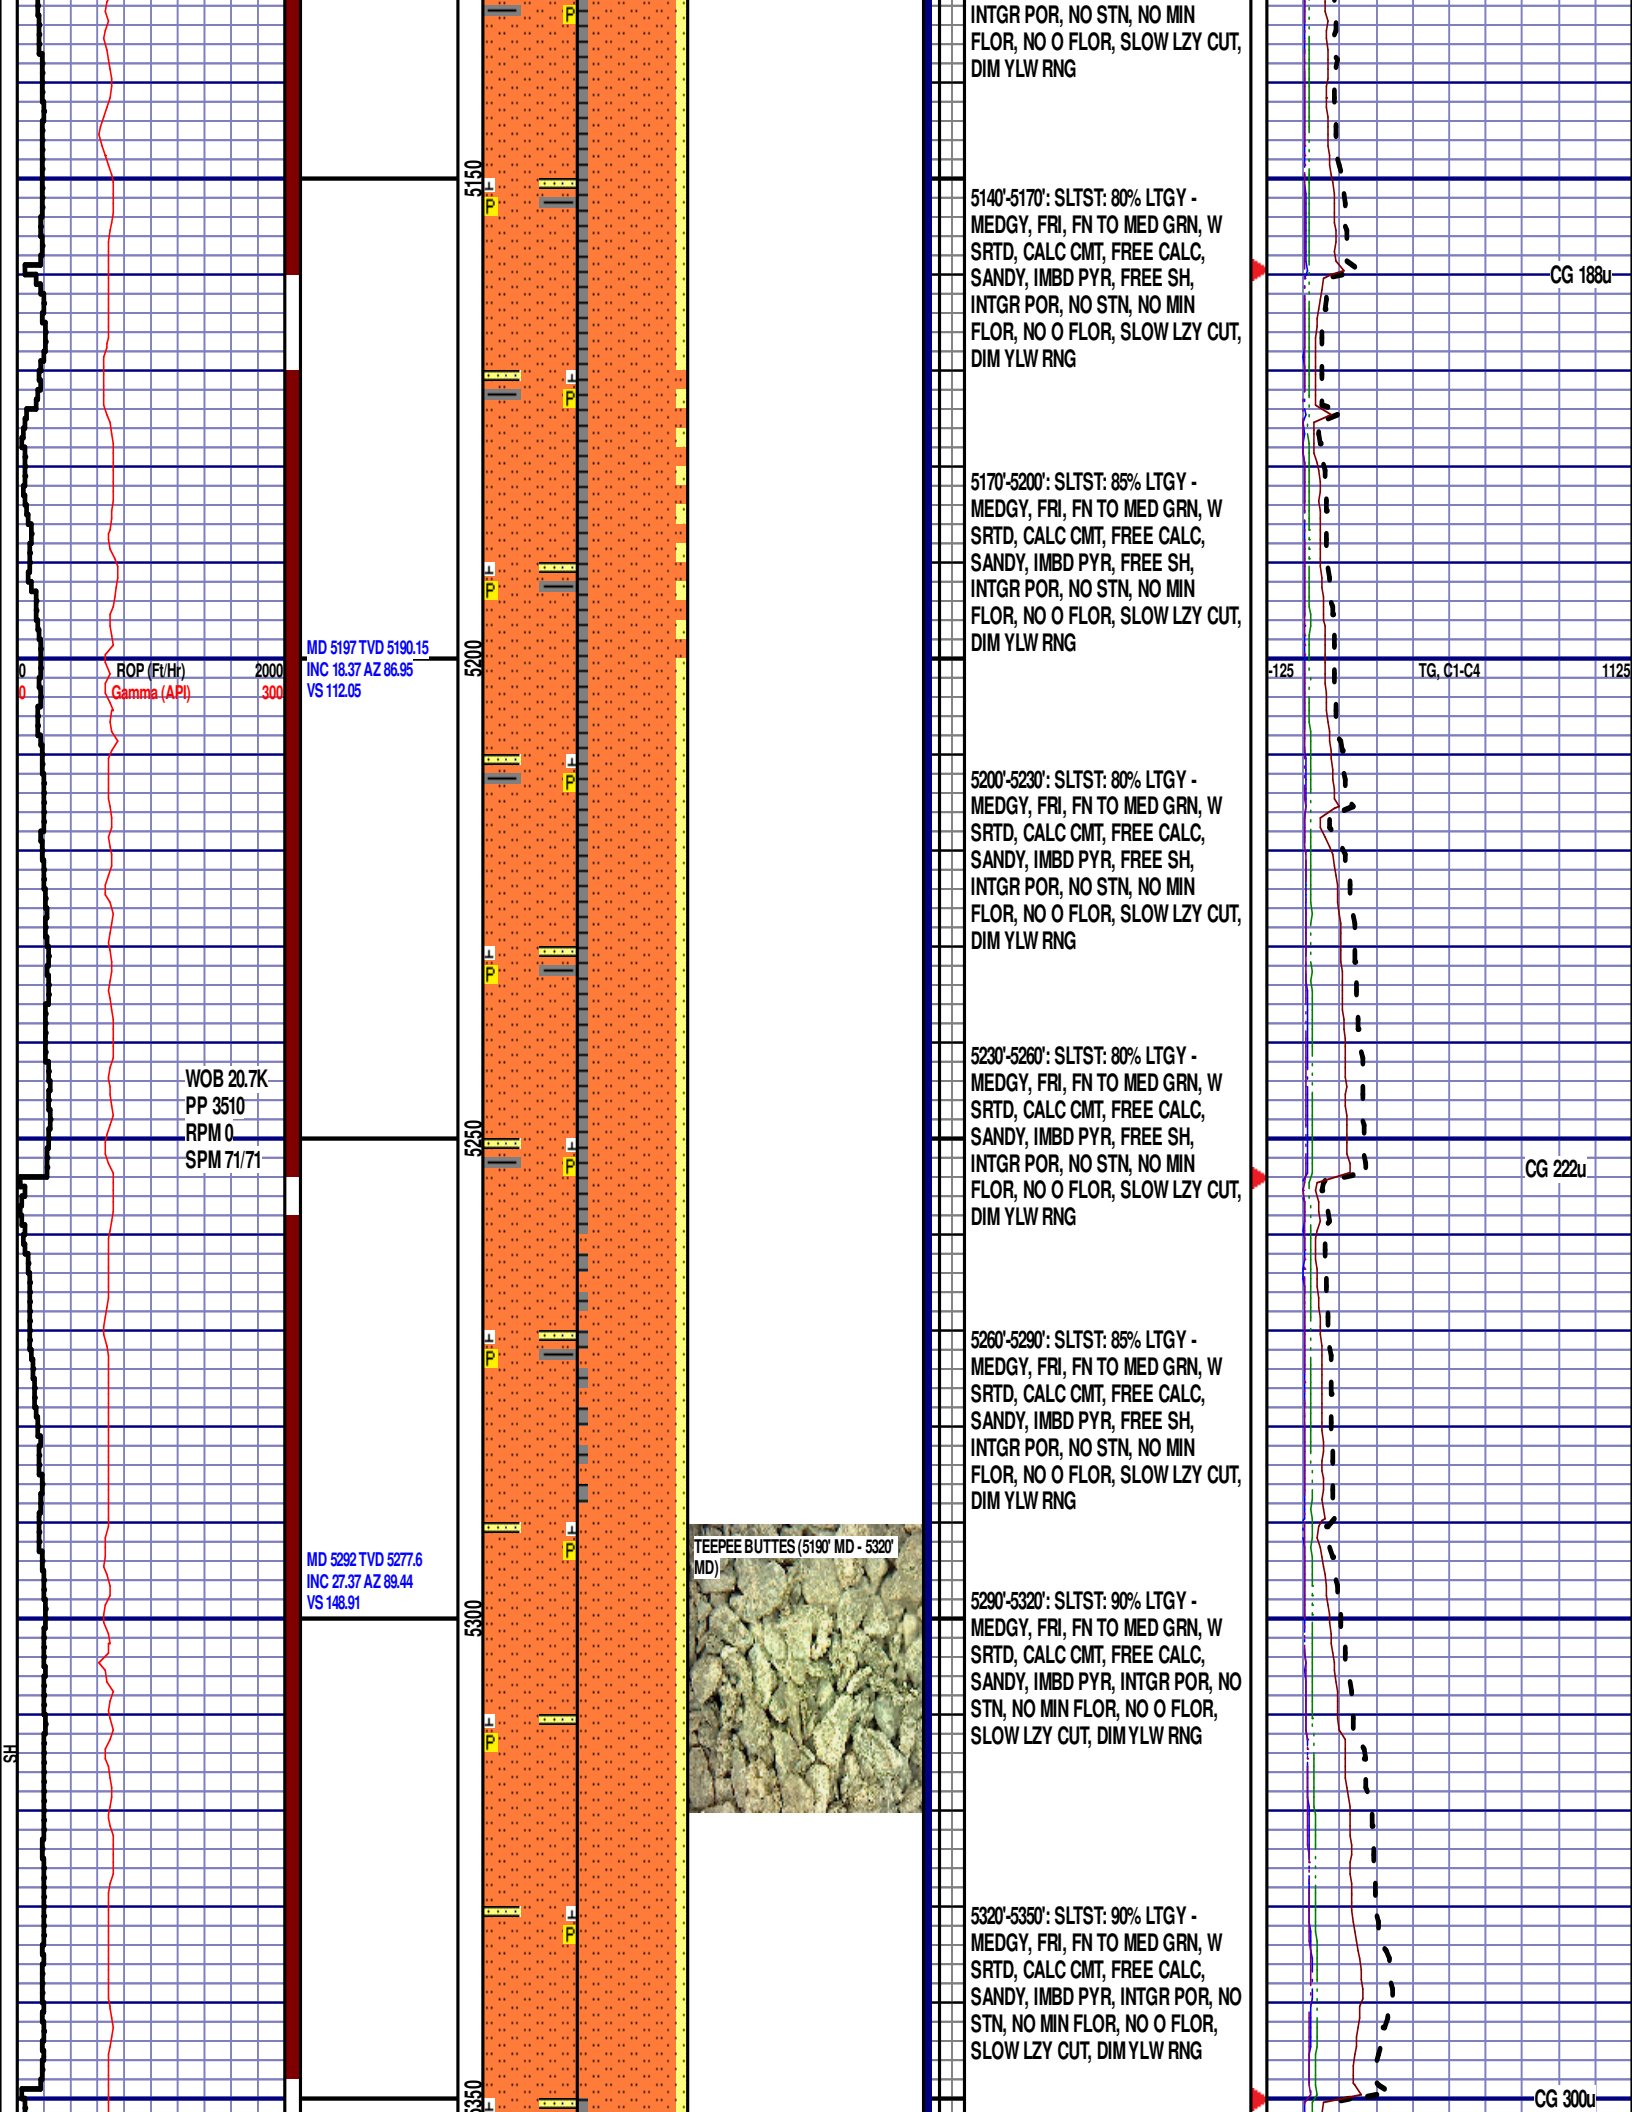 INTGR POR, NO STN, NO MIN
FLOR, NO O FLOR, SLOW LZY CUT,
DIM YLW RNG
5150
5140'-5170': SLTST: 80% LTGY -
MEDGY, FRI, FN TO MED GRN, W
SRTD, CALC CMT, FREE CALC,
SANDY, IMBD PYR, FREE SH,
INTGR POR, NO STN, NO MIN
FLOR, NO O FLOR, SLOW LZY CUT,
DIM YLW RNG
CG 188u
5170'-5200': SLTST: 85% LTGY -
MEDGY, FRI, FN TO MED GRN, W
SRTD, CALC CMT, FREE CALC,
SANDY, IMBD PYR, FREE SH,
INTGR POR, NO STN, NO MIN
FLOR, NO O FLOR, SLOW LZY CUT,
DIM YLW RNG
0 ROP (Ft/Hr) 2000
0 Gamma (API) 300
MD 5197 TVD 5190.15
INC 18.37 AZ 86.95
VS 112.05
5200
-125 TG, C1-C4 1125
5200'-5230': SLTST: 80% LTGY -
MEDGY, FRI, FN TO MED GRN, W
SRTD, CALC CMT, FREE CALC,
SANDY, IMBD PYR, FREE SH,
INTGR POR, NO STN, NO MIN
FLOR, NO O FLOR, SLOW LZY CUT,
DIM YLW RNG
WOB 20.7K
PP 3510
RPM 0
SPM 71/71
5250
5230'-5260': SLTST: 80% LTGY -
MEDGY, FRI, FN TO MED GRN, W
SRTD, CALC CMT, FREE CALC,
SANDY, IMBD PYR, FREE SH,
INTGR POR, NO STN, NO MIN
FLOR, NO O FLOR, SLOW LZY CUT,
DIM YLW RNG
CG 222u
5260'-5290': SLTST: 85% LTGY -
MEDGY, FRI, FN TO MED GRN, W
SRTD, CALC CMT, FREE CALC,
SANDY, IMBD PYR, FREE SH,
INTGR POR, NO STN, NO MIN
FLOR, NO O FLOR, SLOW LZY CUT,
DIM YLW RNG
MD 5292 TVD 5277.6
INC 27.37 AZ 89.44
VS 148.91
5300
TEEPEE BUTTES (5190' MD - 5320'
MD)
5290'-5320': SLTST: 90% LTGY -
MEDGY, FRI, FN TO MED GRN, W
SRTD, CALC CMT, FREE CALC,
SANDY, IMBD PYR, INTGR POR, NO
STN, NO MIN FLOR, NO O FLOR,
SLOW LZY CUT, DIM YLW RNG
SH
5320'-5350': SLTST: 90% LTGY -
MEDGY, FRI, FN TO MED GRN, W
SRTD, CALC CMT, FREE CALC,
SANDY, IMBD PYR, INTGR POR, NO
STN, NO MIN FLOR, NO O FLOR,
SLOW LZY CUT, DIM YLW RNG
5350
CG 300u
P
P
P
P
P
P
P
P
P
P
P